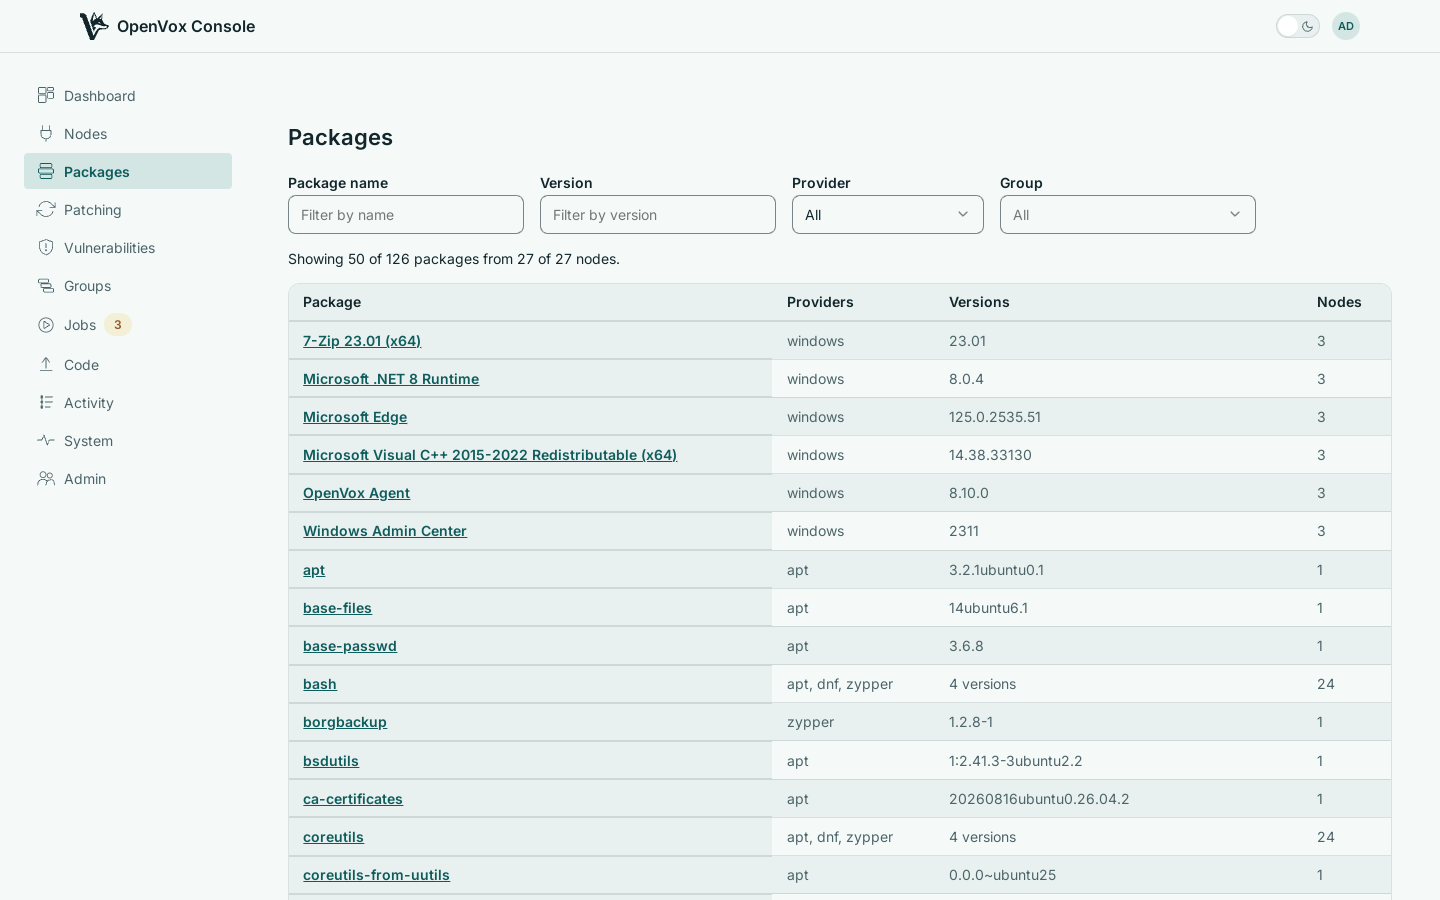 OpenVox Console
AD
Dashboard
Nodes
Packages
Patching
Vulnerabilities
Groups
Jobs 3
Code
Activity
System
Admin
Packages
Package name Version Provider Group
Filter by name Filter by version All All
Showing 50 of 126 packages from 27 of 27 nodes.
Package Providers Versions Nodes
7-Zip 23.01 (x64) windows 23.01 3
Microsoft .NET 8 Runtime windows 8.0.4 3
Microsoft Edge windows 125.0.2535.51 3
Microsoft Visual C++ 2015-2022 Redistributable (x64) windows 14.38.33130 3
OpenVox Agent windows 8.10.0 3
Windows Admin Center windows 2311 3
apt apt 3.2.1ubuntu0.1 1
base-files apt 14ubuntu6.1 1
base-passwd apt 3.6.8 1
bash apt, dnf, zypper 4 versions 24
borgbackup zypper 1.2.8-1 1
bsdutils apt 1:2.41.3-3ubuntu2.2 1
ca-certificates apt 20260816ubuntu0.26.04.2 1
coreutils apt, dnf, zypper 4 versions 24
coreutils-from-uutils apt 0.0.0~ubuntu25 1